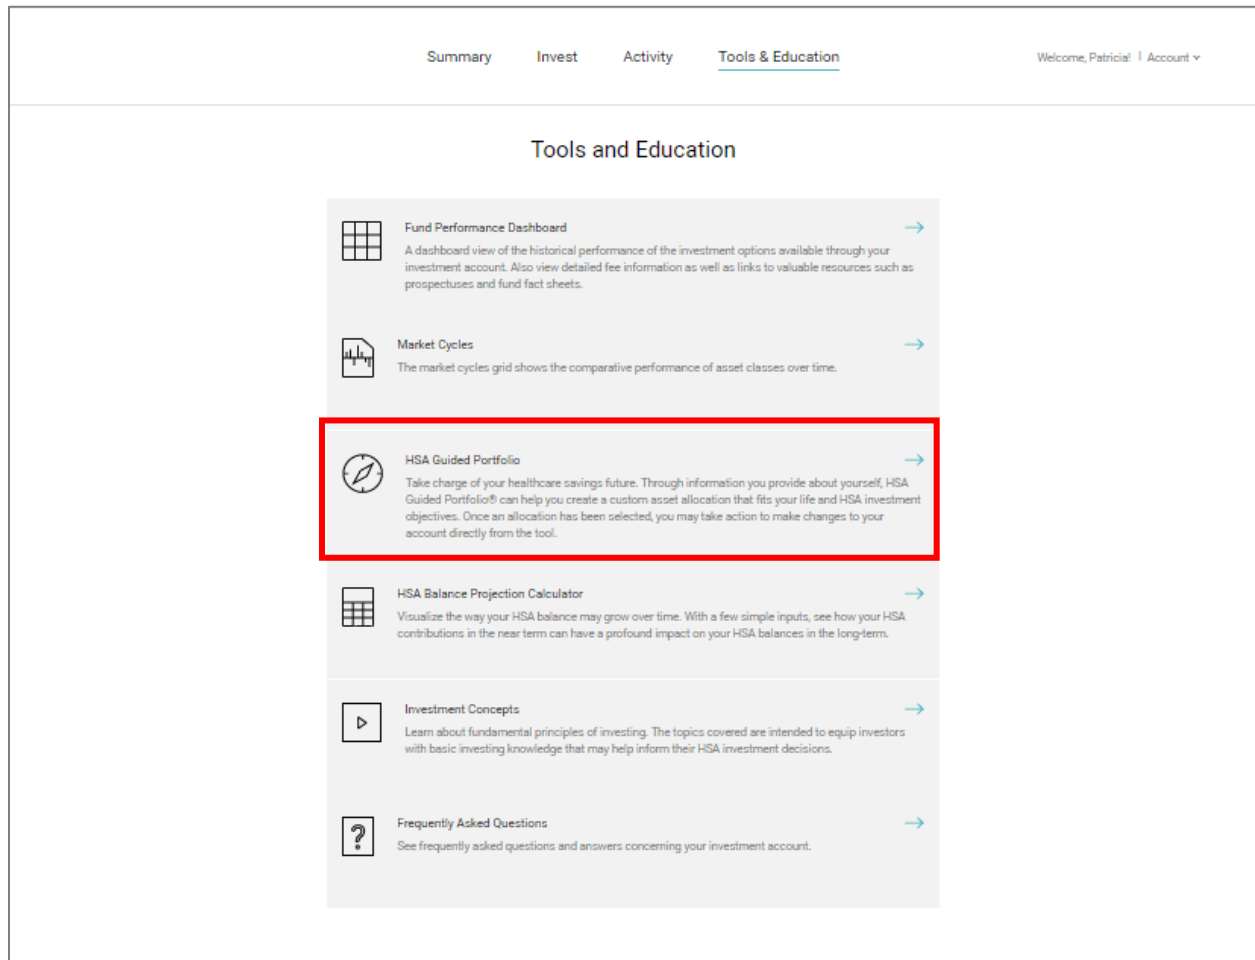 Summary Invest Activity Tools & Education Welcome, Patricia! | Account
Tools and Education
Fund Performance Dashboard
A dashboard view of the historical performance of the investment options available through your
investment account. Also view detailed fee information as well as links to valuable resources such as
prospectuses and fund fact sheets.
Market Cycles
The market cycles grid shows the comparative performance of asset classes over time.
HSA Guided Portfolio
Take charge of your healthcare savings future. Through information you provide about yourself, HSA
Guided Portfolio® can help you create a custom asset allocation that fits your life and HSA investment
objectives. Once an allocation has been selected, you may take action to make changes to your
account directly from the tool.
HSA Balance Projection Calculator
Visualize the way your HSA balance may grow over time. With a few simple inputs, see how your HSA
contributions in the near term can have a profound impact on your HSA balances in the long-term.
Investment Concepts
Learn about fundamental principles of investing. The topics covered are intended to equip investors
with basic investing knowledge that may help inform their HSA investment decisions.
Frequently Asked Questions
See frequently asked questions and answers concerning your investment account.